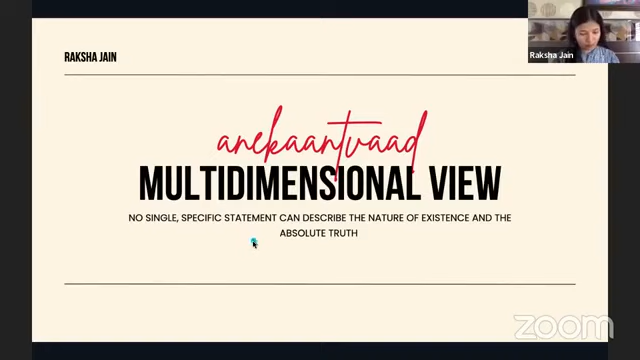 RAKSHA JAIN
Raksha Jain
anekaantvaad
MULTIDIMENSIONAL VIEW
NO SINGLE, SPECIFIC STATEMENT CAN DESCRIBE THE NATURE OF EXISTENCE AND THE
ABSOLUTE TRUTH
zoom